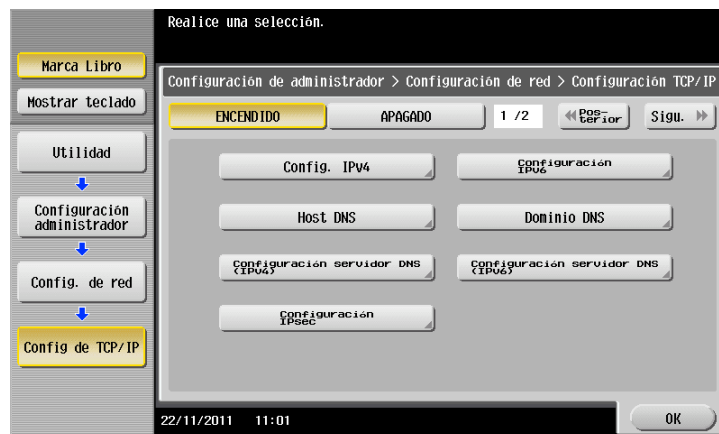 Realice una selección.
Marca Libro
Mostrar teclado
Utilidad
Configuración
administrador
Config. de red
Config de TCP/IP
Configuración de administrador > Configuración de red > Configuración TCP/IP
ENCENDIDO
APAGADO
1 /2
Pos-
terior
Sigu.
Config. IPv4
Configuración
IPv6
Host DNS
Dominio DNS
Configuración servidor DNS
(IPv4)
Configuración servidor DNS
(IPv6)
Configuración
IPsec
22/11/2011 11:01
OK